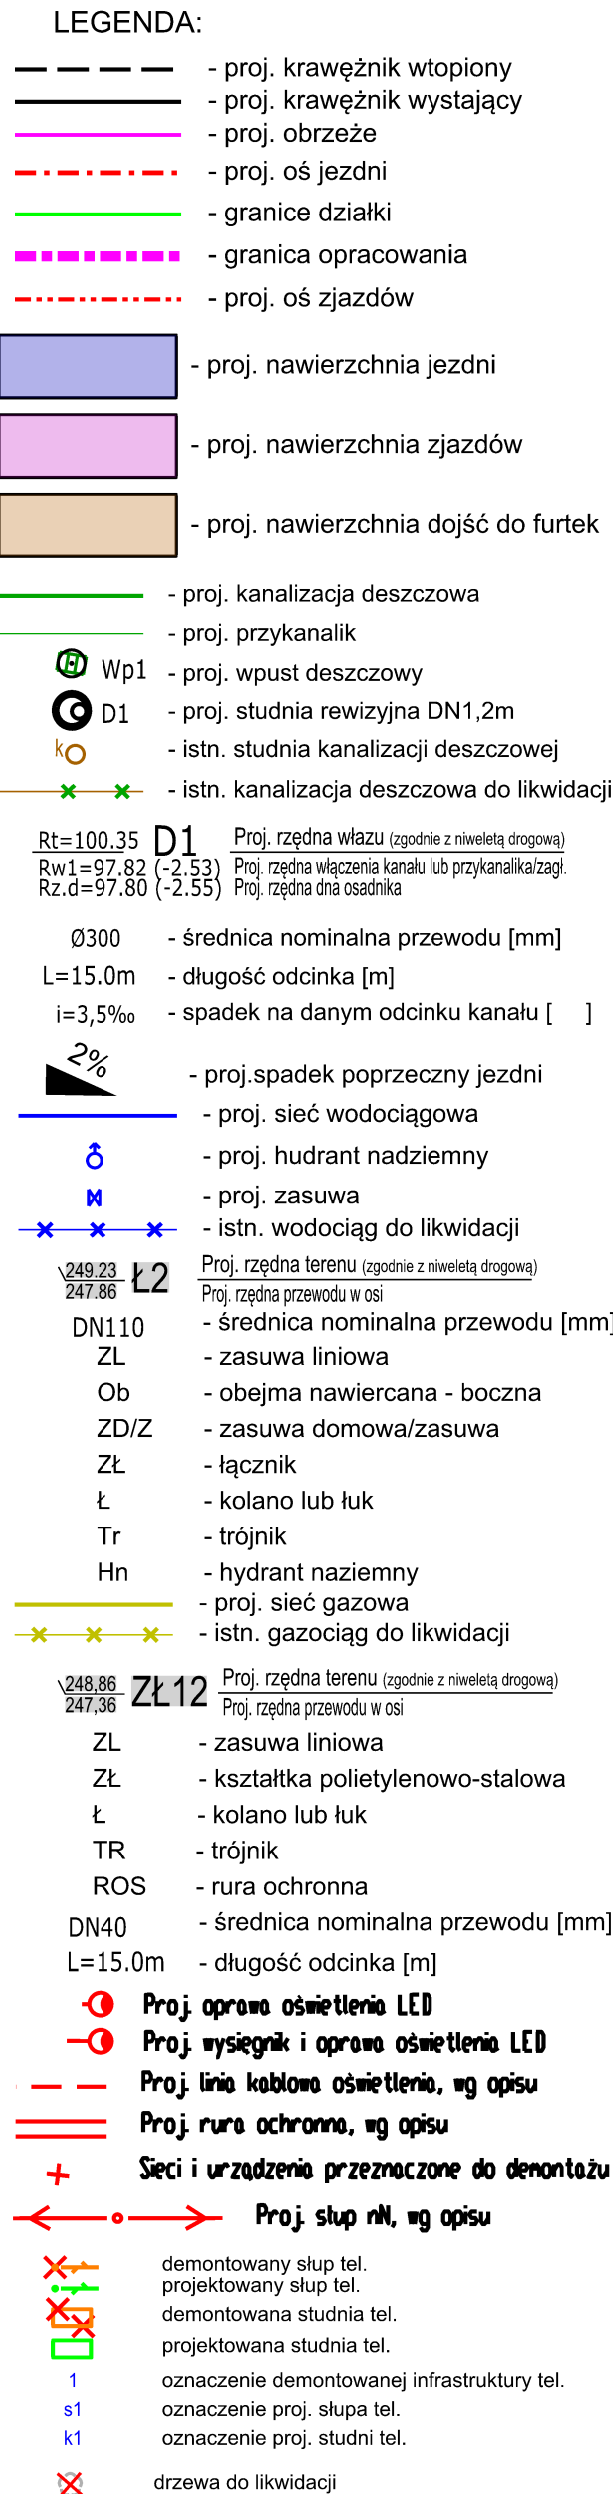 LEGENDA:
- proj. krawężnik wtopiony
- proj. krawężnik wystający
- proj. obrzeże
- proj. oś jezdni
- granice działki
- granica opracowania
- proj. oś zjazdów
- proj. nawierzchnia jezdni
- proj. nawierzchnia zjazdów
- proj. nawierzchnia dojść do furtek
- proj. kanalizacja deszczowa
- proj. przykanalik
Wp1 - proj. wpust deszczowy
D1 - proj. studnia rewizyjna DN1,2m
k - istn. studnia kanalizacji deszczowej
- istn. kanalizacja deszczowa do likwidacji
Rt=100.35 D1 Proj. rzędna włazu (zgodnie z niweletą drogową)
Rw1=97.82 (-2.53) Proj. rzędna włączenia kanału lub przykanalika/zagł.
Rz.d=97.80 (-2.55) Proj. rzędna dna osadnika
Ø300 - średnica nominalna przewodu [mm]
L=15.0m - długość odcinka [m]
i=3,5‰ - spadek na danym odcinku kanału [ ]
2% - proj.spadek poprzeczny jezdni
- proj. sieć wodociągowa
- proj. hudrant nadziemny
- proj. zasuwa
- istn. wodociąg do likwidacji
249.23 Ł2 Proj. rzędna terenu (zgodnie z niweletą drogową)
247.86 Proj. rzędna przewodu w osi
DN110 - średnica nominalna przewodu [mm]
ZL - zasuwa liniowa
Ob - obejma nawiercana - boczna
ZD/Z - zasuwa domowa/zasuwa
ZŁ - łącznik
Ł - kolano lub łuk
Tr - trójnik
Hn - hydrant naziemny
- proj. sieć gazowa
- istn. gazociąg do likwidacji
248,86 ZŁ12 Proj. rzędna terenu (zgodnie z niweletą drogową)
247,36 Proj. rzędna przewodu w osi
ZL - zasuwa liniowa
ZŁ - kształtka polietylenowo-stalowa
Ł - kolano lub łuk
TR - trójnik
ROS - rura ochronna
DN40 - średnica nominalna przewodu [mm]
L=15.0m - długość odcinka [m]
Proj. oprawa oświetlenia LED
Proj. wysięgnik i oprawa oświetlenia LED
Proj. linia kablowa oświetlenia, wg opisu
Proj. rura ochronna, wg opisu
Sieci i urządzenia przeznaczone do demontażu
Proj. słup nN, wg opisu
demontowany słup tel.
projektowany słup tel.
demontowana studnia tel.
projektowana studnia tel.
1 oznaczenie demontowanej infrastruktury tel.
s1 oznaczenie proj. słupa tel.
k1 oznaczenie proj. studni tel.
drzewa do likwidacji